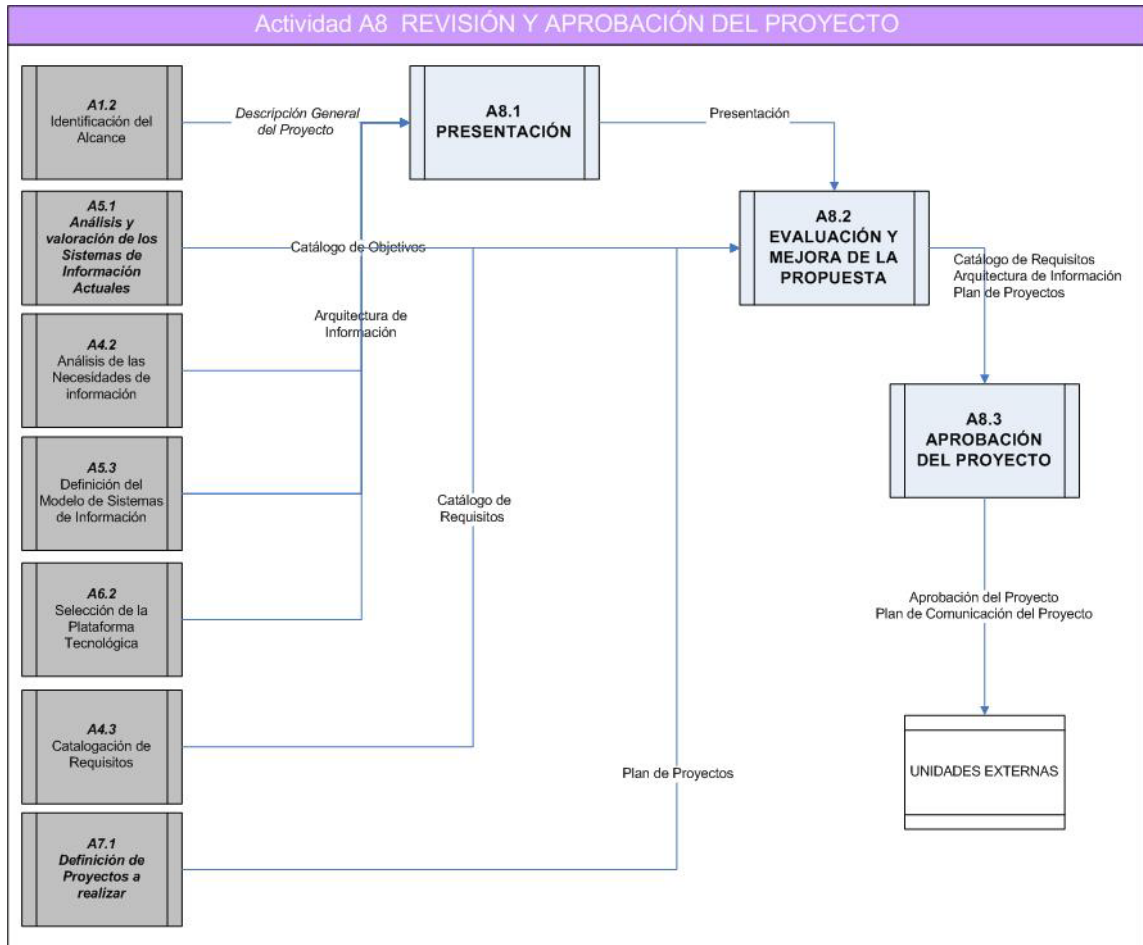 Actividad A8 REVISIÓN Y APROBACIÓN DEL PROYECTO
A1.2
Identificación del
Alcance
Descripción General
del Proyecto
A8.1
PRESENTACIÓN
Presentación
A5.1
Análisis y
valoración de los
Sistemas de
Información
Actuales
Catálogo de Objetivos
A8.2
EVALUACIÓN Y
MEJORA DE LA
PROPUESTA
Catálogo de Requisitos
Arquitectura de Información
Plan de Proyectos
Arquitectura de
Información
A4.2
Análisis de las
Necesidades de
información
A8.3
APROBACIÓN
DEL PROYECTO
A5.3
Definición del
Modelo de Sistemas
de Información
Catálogo de
Requisitos
A6.2
Selección de la
Plataforma
Tecnológica
Aprobación del Proyecto
Plan de Comunicación del Proyecto
A4.3
Catalogación de
Requisitos
Plan de Proyectos
UNIDADES EXTERNAS
A7.1
Definición de
Proyectos a
realizar